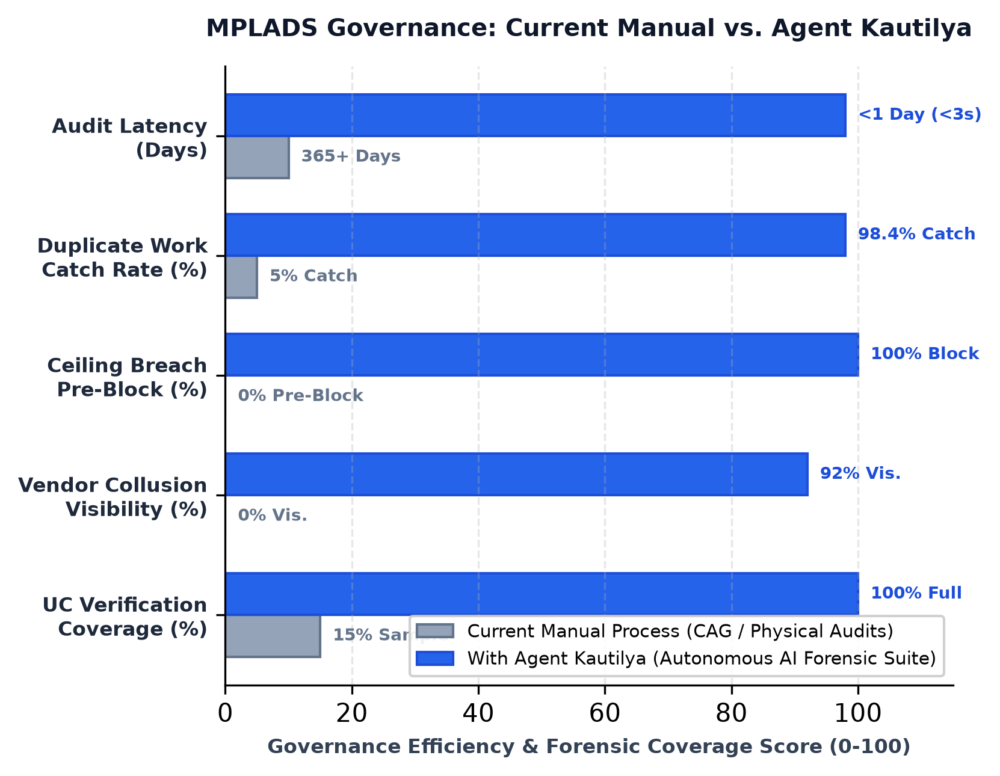 MPLADS Governance: Current Manual vs. Agent Kautilya
Audit Latency
(Days)
<1 Day (<3s)
365+ Days
Duplicate Work
Catch Rate (%)
98.4% Catch
5% Catch
Ceiling Breach
Pre-Block (%)
100% Block
0% Pre-Block
Vendor Collusion
Visibility (%)
92% Vis.
0% Vis.
UC Verification
Coverage (%)
100% Full
15%
Current Manual Process (CAG / Physical Audits)
With Agent Kautilya (Autonomous AI Forensic Suite)
0 20 40 60 80 100
Governance Efficiency & Forensic Coverage Score (0-100)